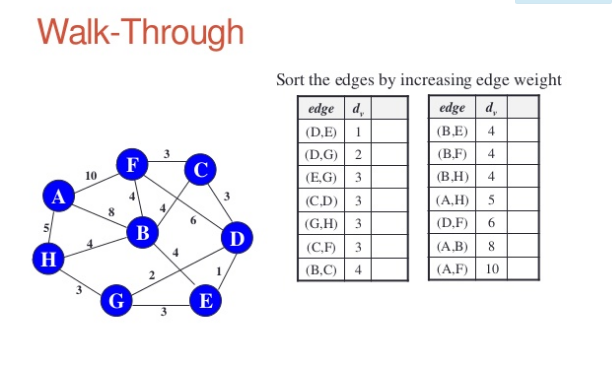 Walk-Through
Sort the edges by increasing edge weight
edge dv
(D,E) 1
(D,G) 2
(E,G) 3
(C,D) 3
(G,H) 3
(C,F) 3
(B,C) 4
edge dv
(B,E) 4
(B,F) 4
(B,H) 4
(A,H) 5
(D,F) 6
(A,B) 8
(A,F) 10
3
F
C
10
A
4
3
8
4
6
5
B
D
4
4
H
2
1
3
G
E
3